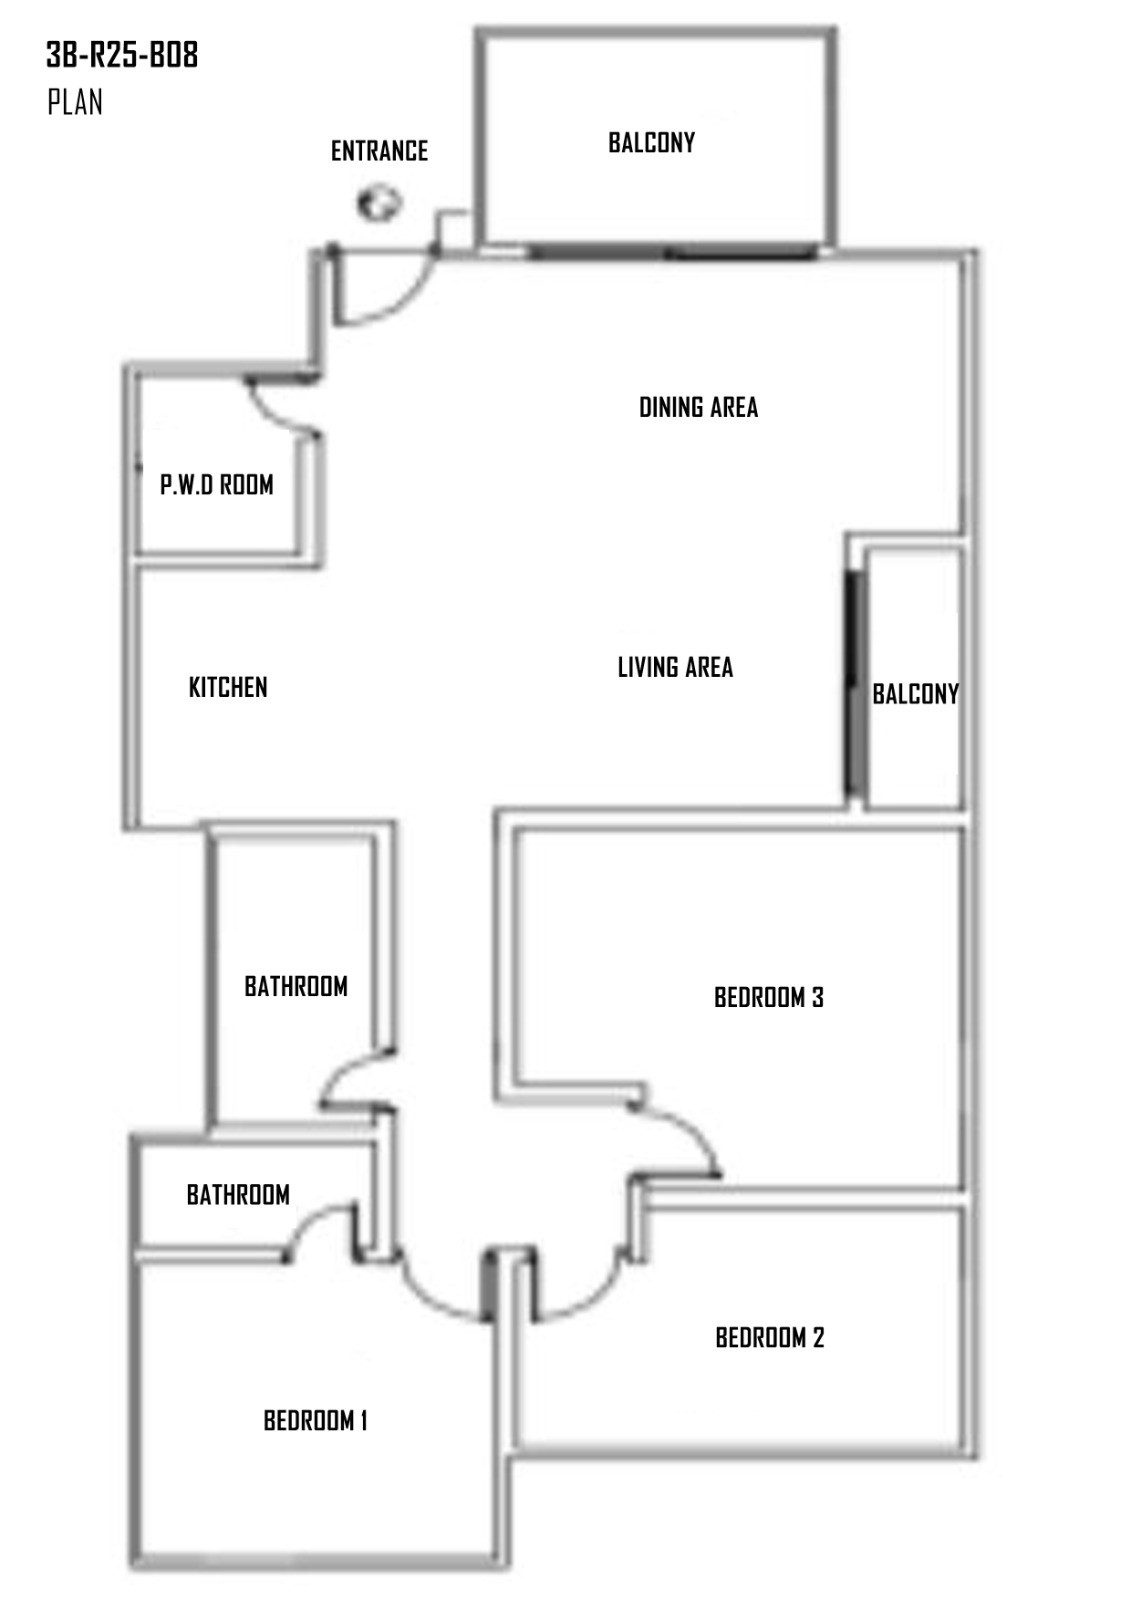 3B-R25-B08
PLAN
ENTRANCE
BALCONY
DINING AREA
P.W.D ROOM
LIVING AREA
KITCHEN
BALCONY
BATHROOM
BEDROOM 3
BATHROOM
BEDROOM 2
BEDROOM 1